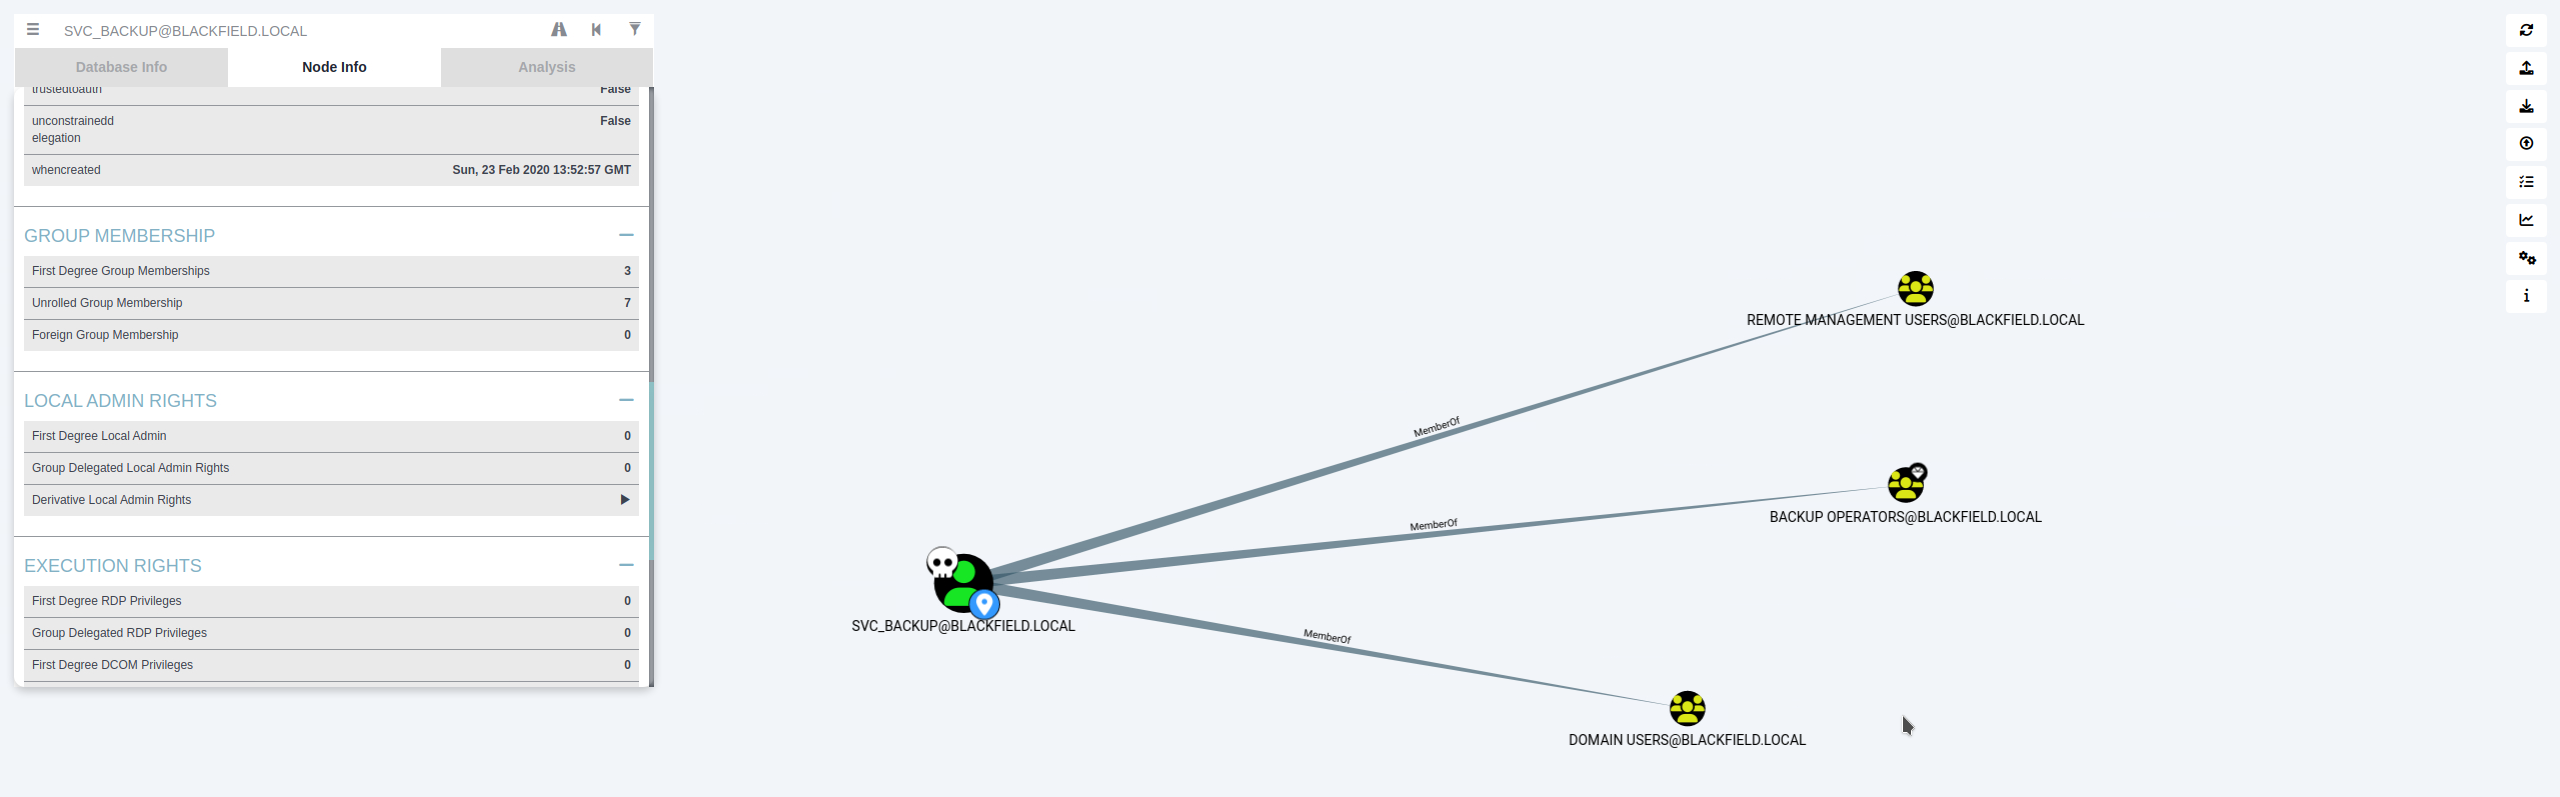 SVC_BACKUP@BLACKFIELD.LOCAL
Database Info
Node Info
Analysis
trustedtoauth False
unconstrainedd
elegation False
whencreated Sun, 23 Feb 2020 13:52:57 GMT
GROUP MEMBERSHIP
First Degree Group Memberships 3
Unrolled Group Membership 7
Foreign Group Membership 0
LOCAL ADMIN RIGHTS
First Degree Local Admin 0
Group Delegated Local Admin Rights 0
Derivative Local Admin Rights
EXECUTION RIGHTS
First Degree RDP Privileges 0
Group Delegated RDP Privileges 0
First Degree DCOM Privileges 0
REMOTE MANAGEMENT USERS@BLACKFIELD.LOCAL
MemberOf
BACKUP OPERATORS@BLACKFIELD.LOCAL
MemberOf
SVC_BACKUP@BLACKFIELD.LOCAL
MemberOf
DOMAIN USERS@BLACKFIELD.LOCAL